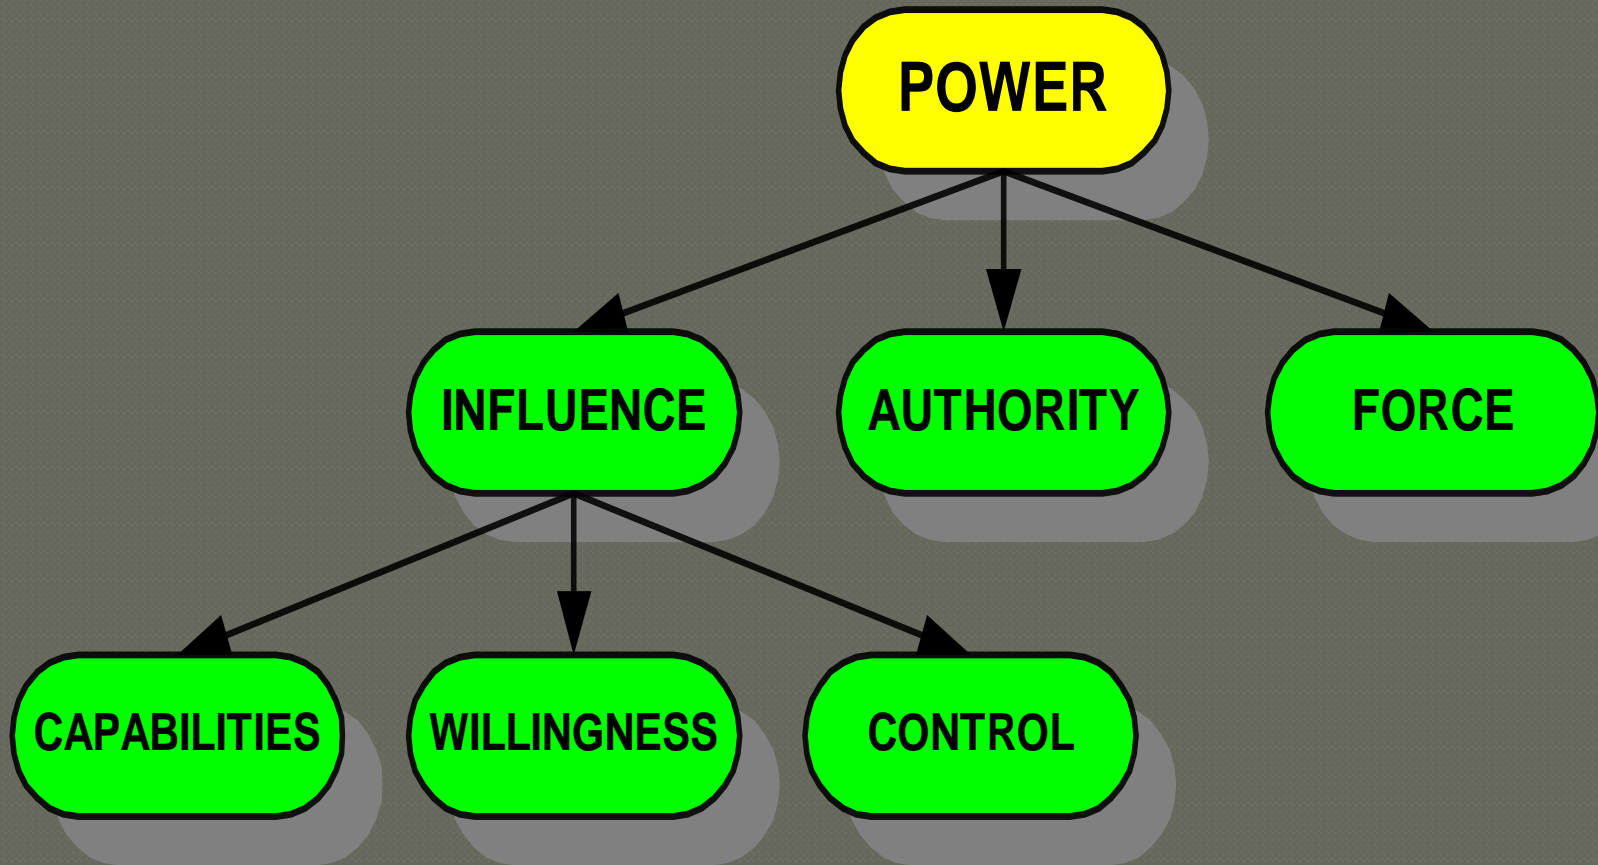 POWER
INFLUENCE
AUTHORITY
FORCE
CAPABILITIES
WILLINGNESS
CONTROL